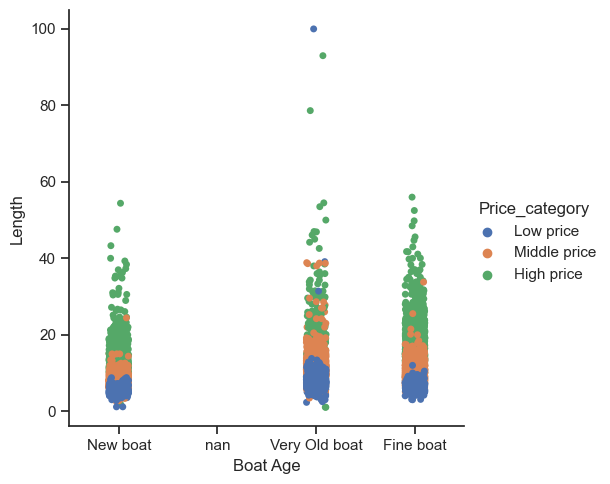 100
80
60
40
20
0
Length
New boat
nan
Very Old boat
Fine boat
Boat Age
Price_category
Low price
Middle price
High price